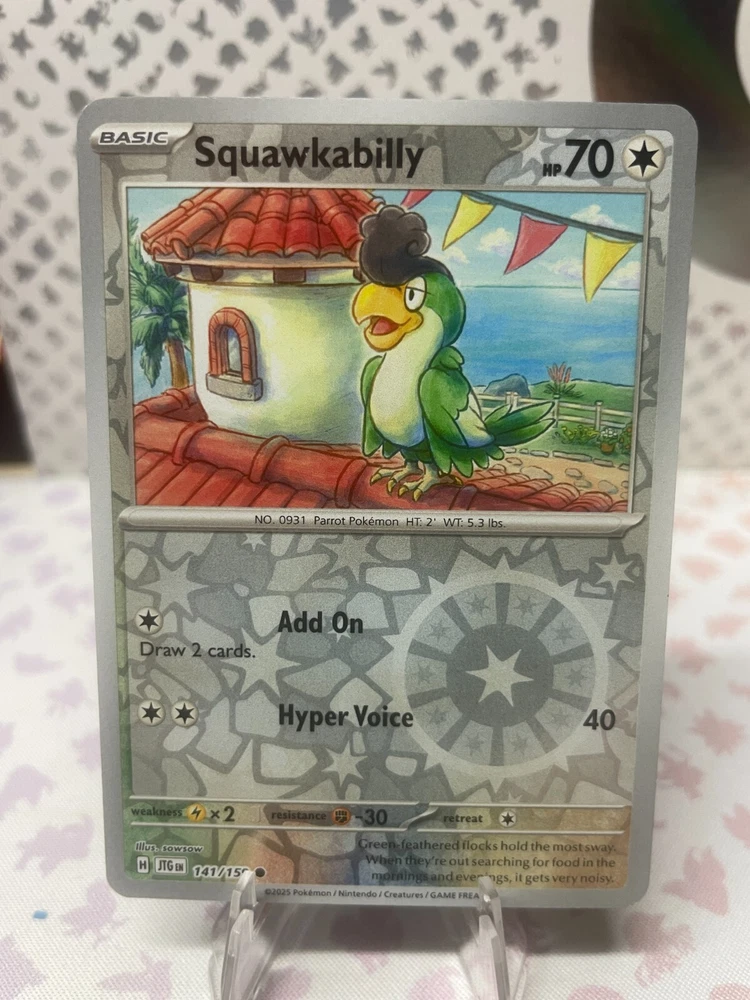 BASIC Squawkabilly HP 70
NO. 0931 Parrot Pokémon HT: 2' WT: 5.3 lbs.
Add On
Draw 2 cards.
Hyper Voice 40
weakness ×2 resistance -30 retreat
Illus. sowsow
H JTG EN 141/159
Green-feathered flocks hold the most sway.
When they're out searching for food in the
mornings and evenings, it gets very noisy.
©2025 Pokémon / Nintendo / Creatures / GAME FREA